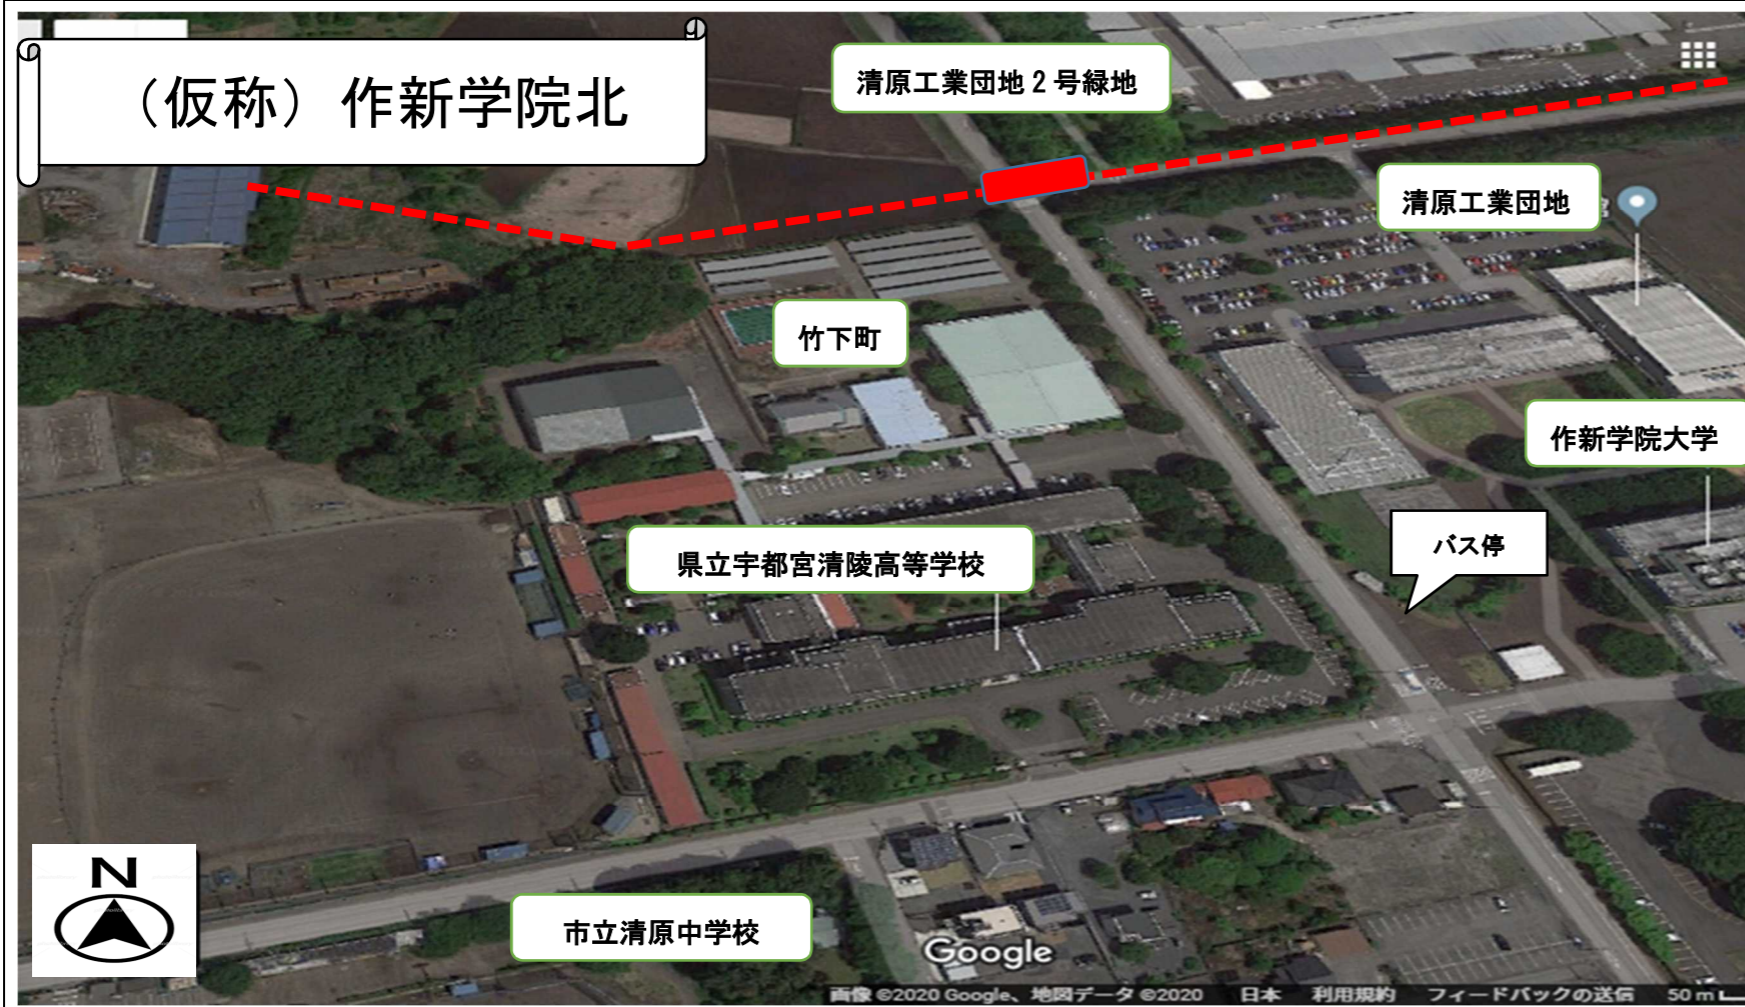 （仮称）作新学院北
清原工業団地２号緑地
清原工業団地
竹下町
作新学院大学
バス停
県立宇都宮清陵高等学校
市立清原中学校
N
Google
画像 ©2020 Google、地図データ ©2020 日本 利用規約 フィードバックの送信 50 m